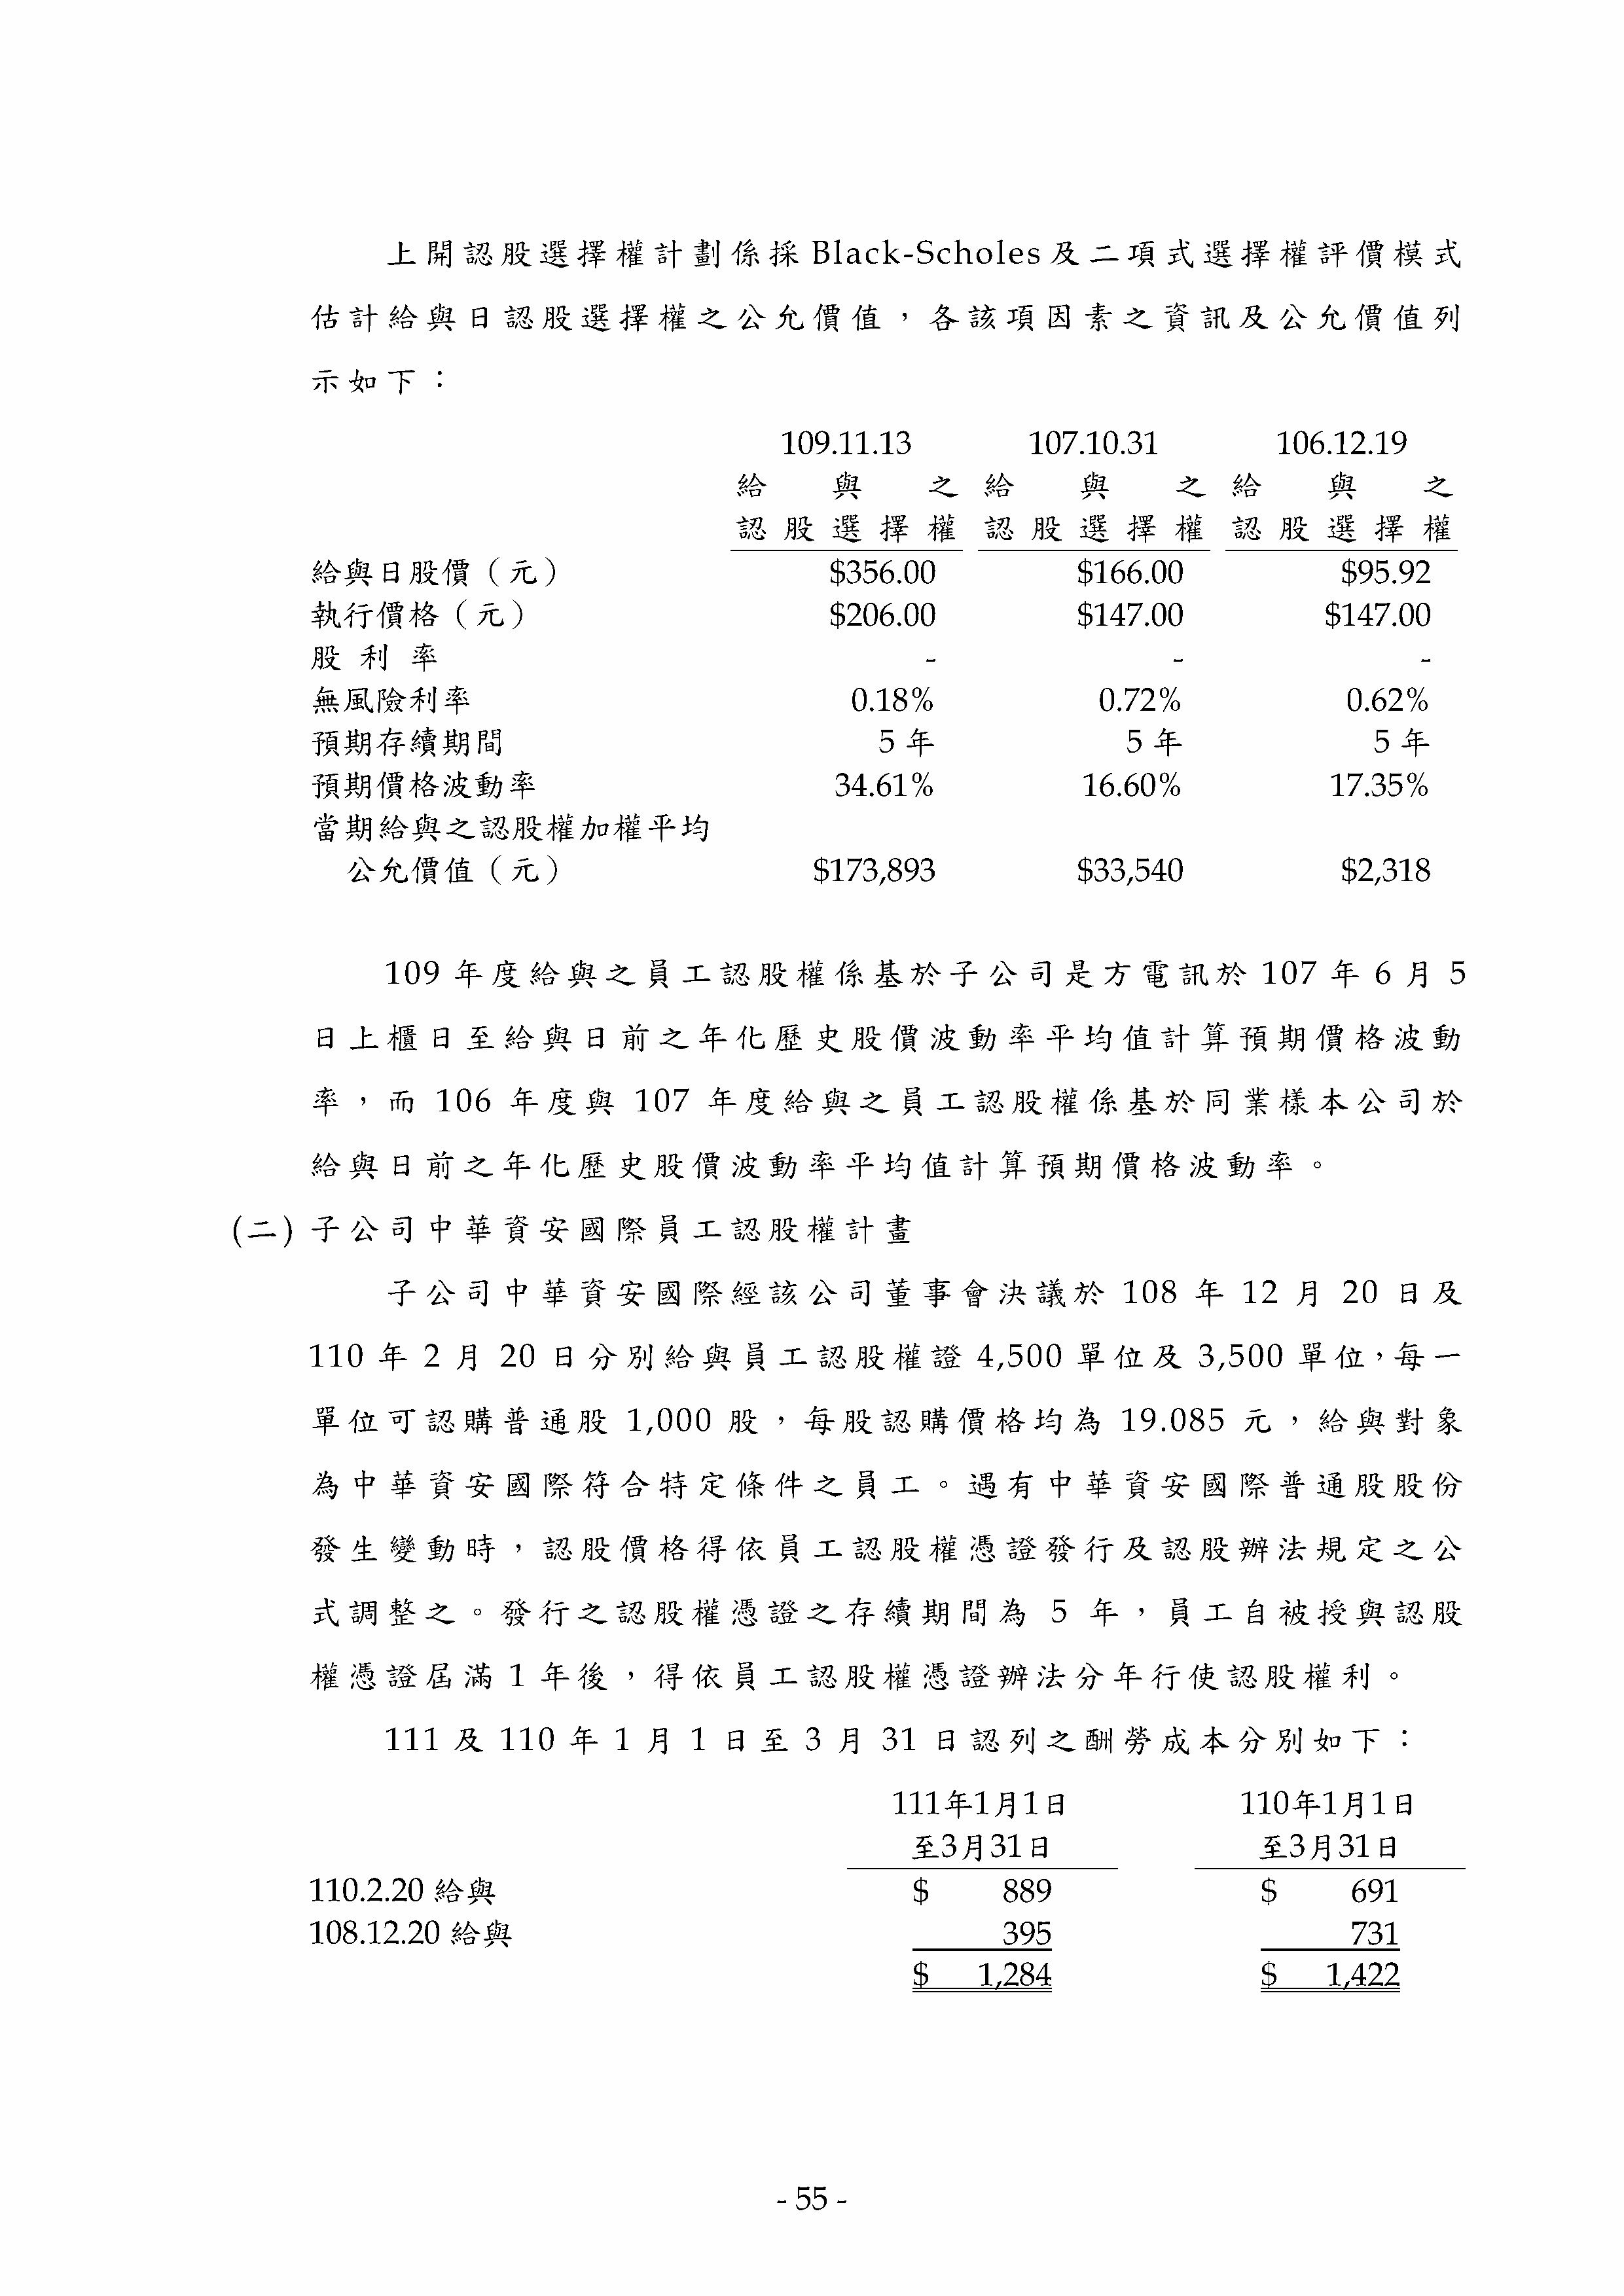 上開認股選擇權計劃係採 Black-Scholes 及二項式選擇權評價模式
估計給與日認股選擇權之公允價值，各該項因素之資訊及公允價值列
示如下：
109.11.13 107.10.31 106.12.19
給與之 給與之 給與之
認股選擇權 認股選擇權 認股選擇權
給與日股價（元） $356.00 $166.00 $95.92
執行價格（元） $206.00 $147.00 $147.00
股利率 - - -
無風險利率 0.18% 0.72% 0.62%
預期存續期間 5 年 5 年 5 年
預期價格波動率 34.61% 16.60% 17.35%
當期給與之認股權加權平均
公允價值（元） $173,893 $33,540 $2,318
109 年度給與之員工認股權係基於子公司是方電訊於 107 年 6 月 5
日上櫃日至給與日前之年化歷史股價波動率平均值計算預期價格波動
率，而 106 年度與 107 年度給與之員工認股權係基於同業樣本公司於
給與日前之年化歷史股價波動率平均值計算預期價格波動率。
(二) 子公司中華資安國際員工認股權計畫
子公司中華資安國際經該公司董事會決議於 108 年 12 月 20 日及
110 年 2 月 20 日分別給與員工認股權證 4,500 單位及 3,500 單位，每一
單位可認購普通股 1,000 股，每股認購價格均為 19.085 元，給與對象
為中華資安國際符合特定條件之員工。遇有中華資安國際普通股股份
發生變動時，認股價格得依員工認股權憑證發行及認股辦法規定之公
式調整之。發行之認股權憑證之存續期間為 5 年，員工自被授與認股
權憑證屆滿 1 年後，得依員工認股權憑證辦法分年行使認股權利。
111 及 110 年 1 月 1 日至 3 月 31 日認列之酬勞成本分別如下：
111年1月1日 110年1月1日
至3月31日 至3月31日
110.2.20 給與 $ 889 $ 691
108.12.20 給與 395 731
$ 1,284 $ 1,422
- 55 -